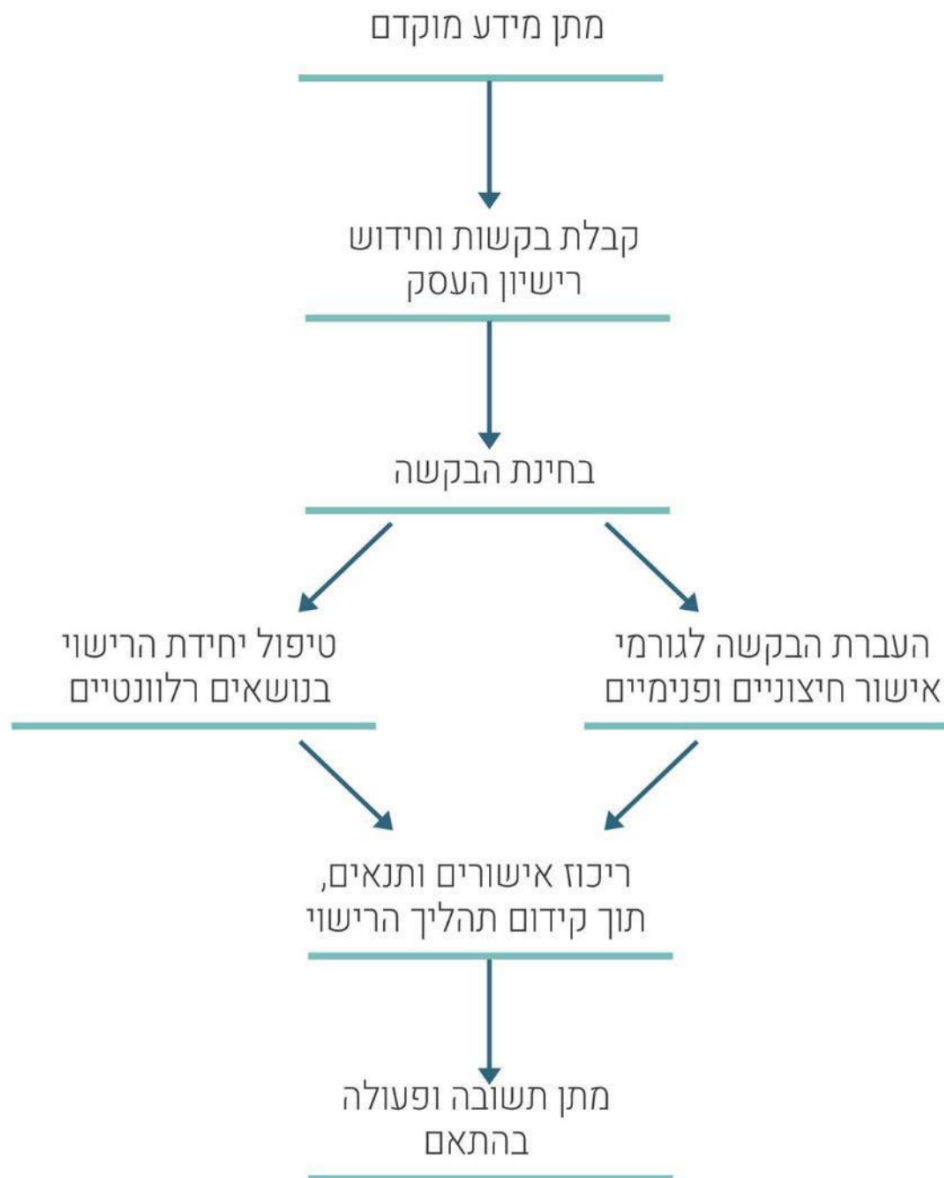 מתן מידע מוקדם
קבלת בקשות וחידוש
רישיון העסק
בחינת הבקשה
העברת הבקשה לגורמי
אישור חיצוניים ופנימיים
טיפול יחידת הרישוי
בנושאים רלוונטיים
ריכוז אישורים ותנאים,
תוך קידום תהליך הרישוי
מתן תשובה ופעולה
בהתאם